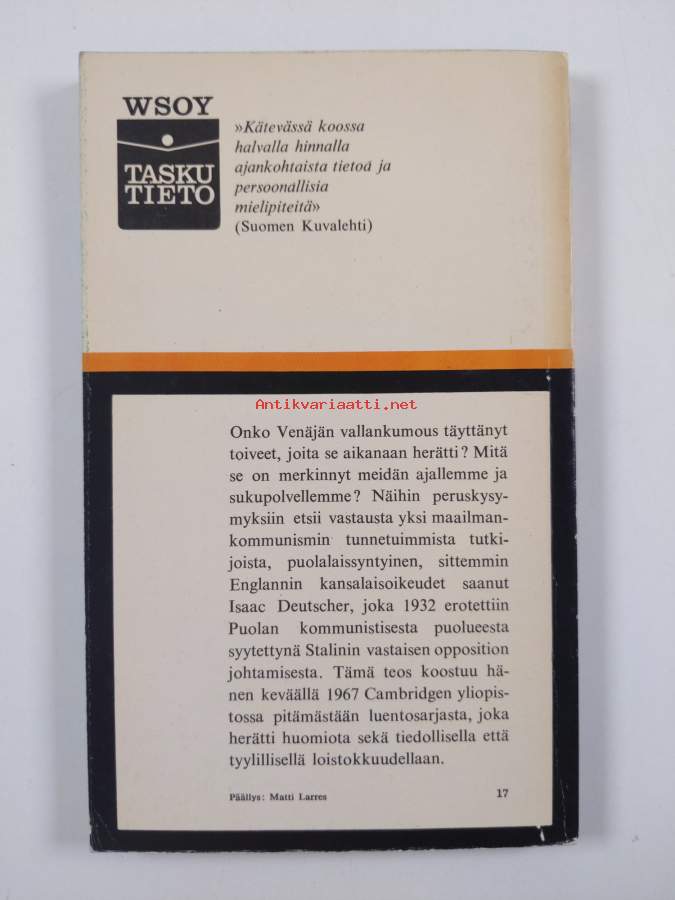 WSOY
TASKU
TIETO
»Kätevässä koossa
halvalla hinnalla
ajankohtaista tietoa ja
persoonallisia
mielipiteitä»
(Suomen Kuvalehti)
Antikvariaatti.net
Onko Venäjän vallankumous täyttänyt
toiveet, joita se aikanaan herätti? Mitä
se on merkinnyt meidän ajallemme ja
sukupolvellemme? Näihin peruskysy-
myksiin etsii vastausta yksi maailman-
kommunismin tunnetuimmista tutki-
joista, puolalaissyntyinen, sittemmin
Englannin kansalaisoikeudet saanut
Isaac Deutscher, joka 1932 erotettiin
Puolan kommunistisesta puolueesta
syytettynä Stalinin vastaisen opposition
johtamisesta. Tämä teos koostuu hä-
nen keväällä 1967 Cambridgen yliopis-
tossa pitämästään luentosarjasta, joka
herätti huomiota sekä tiedollisella että
tyylillisellä loistokkuudellaan.
Päällys: Matti Larres 17